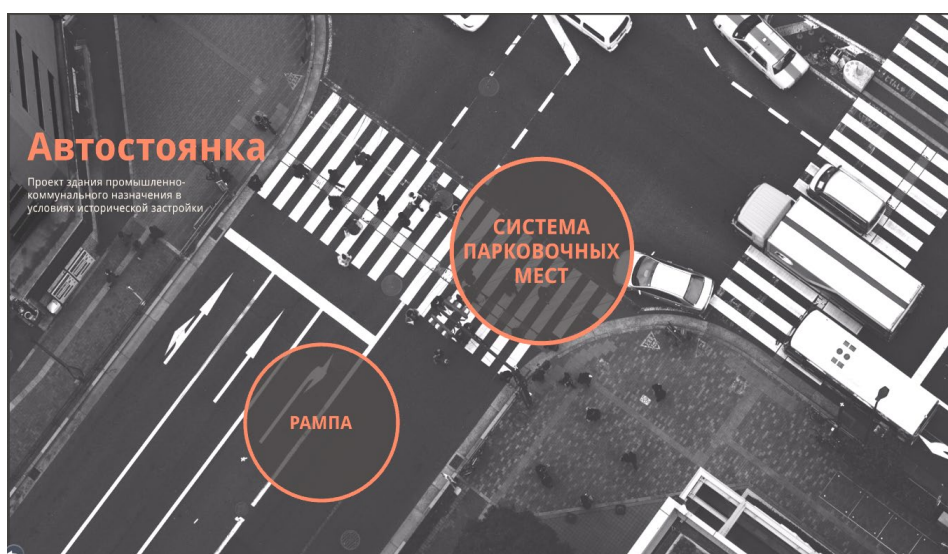 Автостоянка
Проект здания промышленно-
коммунального назначения в
условиях исторической застройки
СИСТЕМА
ПАРКОВОЧНЫХ
МЕСТ
РАМПА